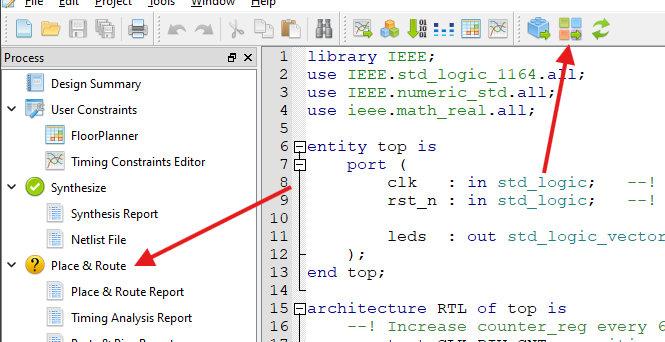 File Edit Project Tools Window Help
Process
Design Summary
User Constraints
FloorPlanner
Timing Constraints Editor
Synthesize
Synthesis Report
Netlist File
Place & Route
Place & Route Report
Timing Analysis Report
1 library IEEE;
2 use IEEE.std_logic_1164.all;
3 use IEEE.numeric_std.all;
4 use ieee.math_real.all;
5
6 entity top is
7 port (
8 clk : in std_logic; --!
9 rst_n : in std_logic; --!
10
11 leds : out std_logic_vector
12 );
13 end top;
14
15 architecture RTL of top is
16 --! Increase counter_reg every 6
17